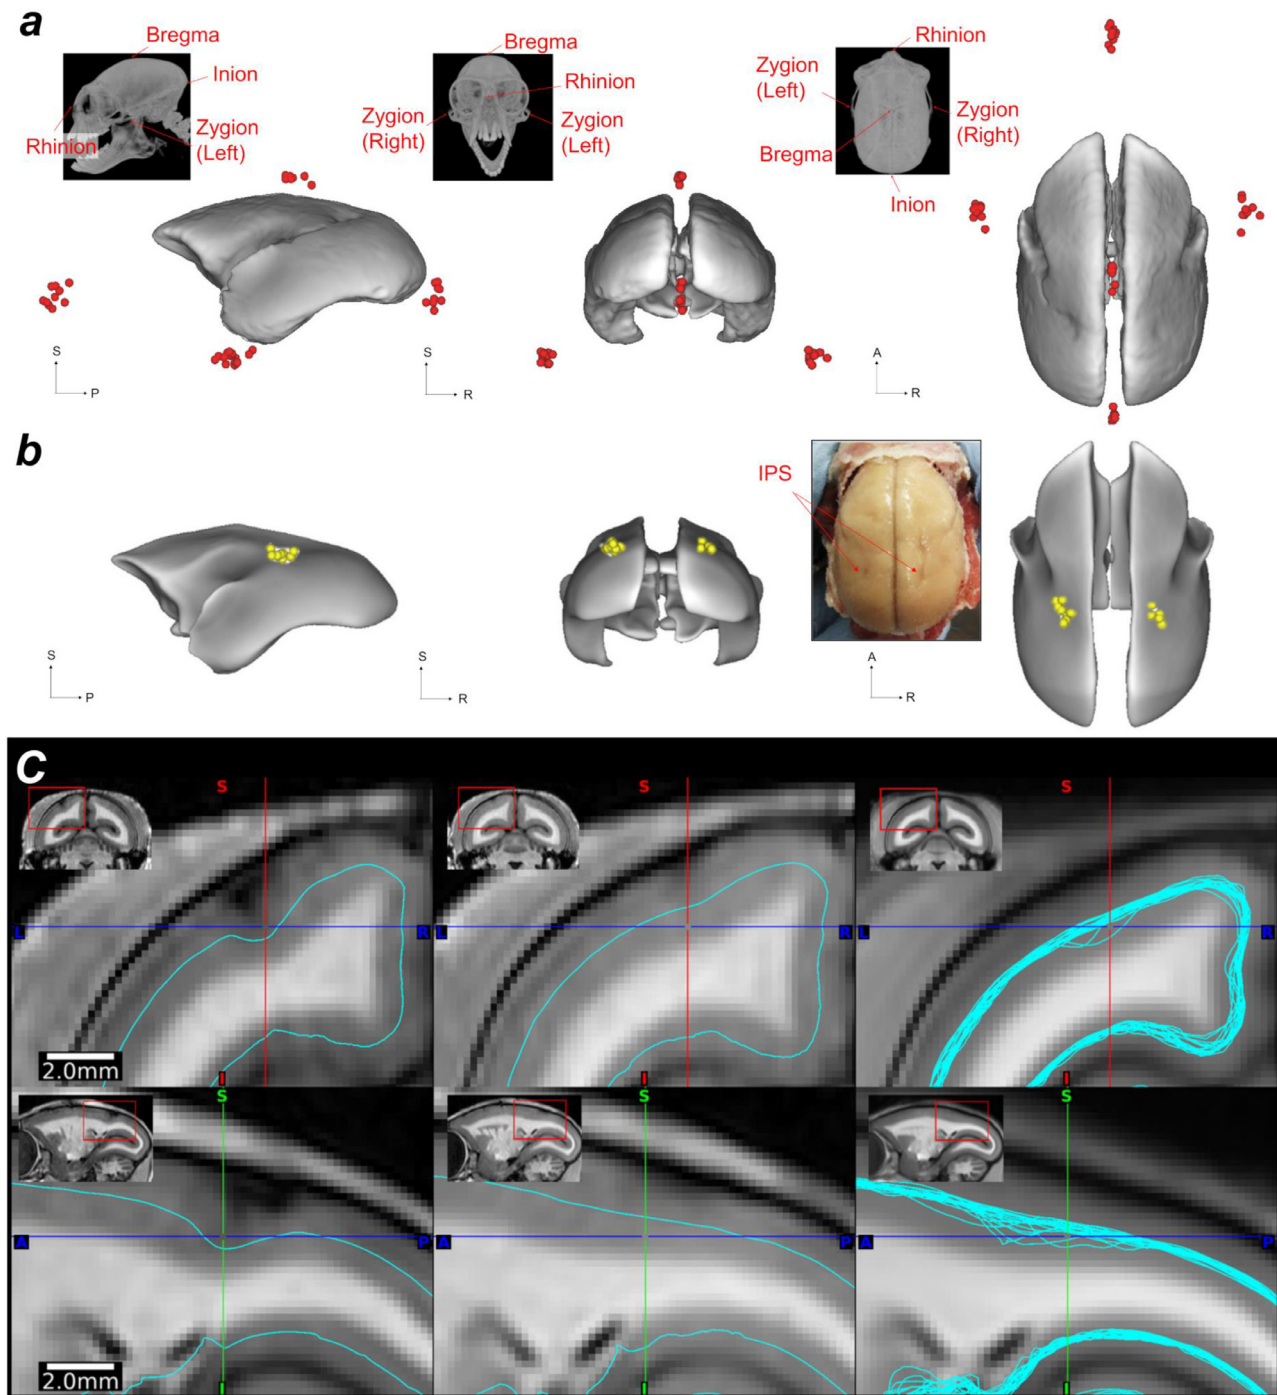 a
Bregma
Inion
Rhinion
Zygion
(Left)
Bregma
Rhinion
Zygion
(Right)
Zygion
(Left)
Rhinion
Zygion
(Left)
Zygion
(Right)
Bregma
Inion
S
P
S
R
A
R
b
IPS
S
P
S
R
A
R
C
S
L
R
I
2.0mm
S
L
R
I
S
L
R
I
S
A
P
I
2.0mm
S
A
P
I
S
A
P
I